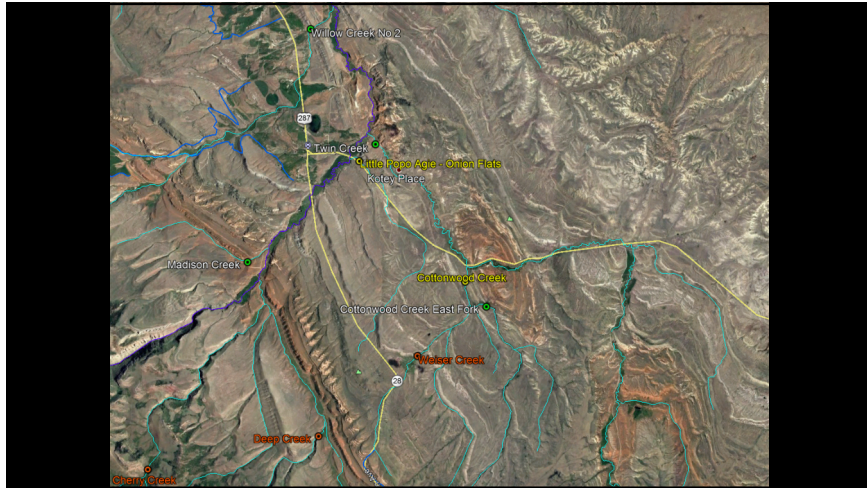 Willow Creek No.2
287
Twin Creek
Little Popo Agie - Onion Flats
Kotey Place
Madison Creek
Cottonwood Creek
Cottonwood Creek East Fork
Weiser Creek
28
Deep Creek
Cherry Creek